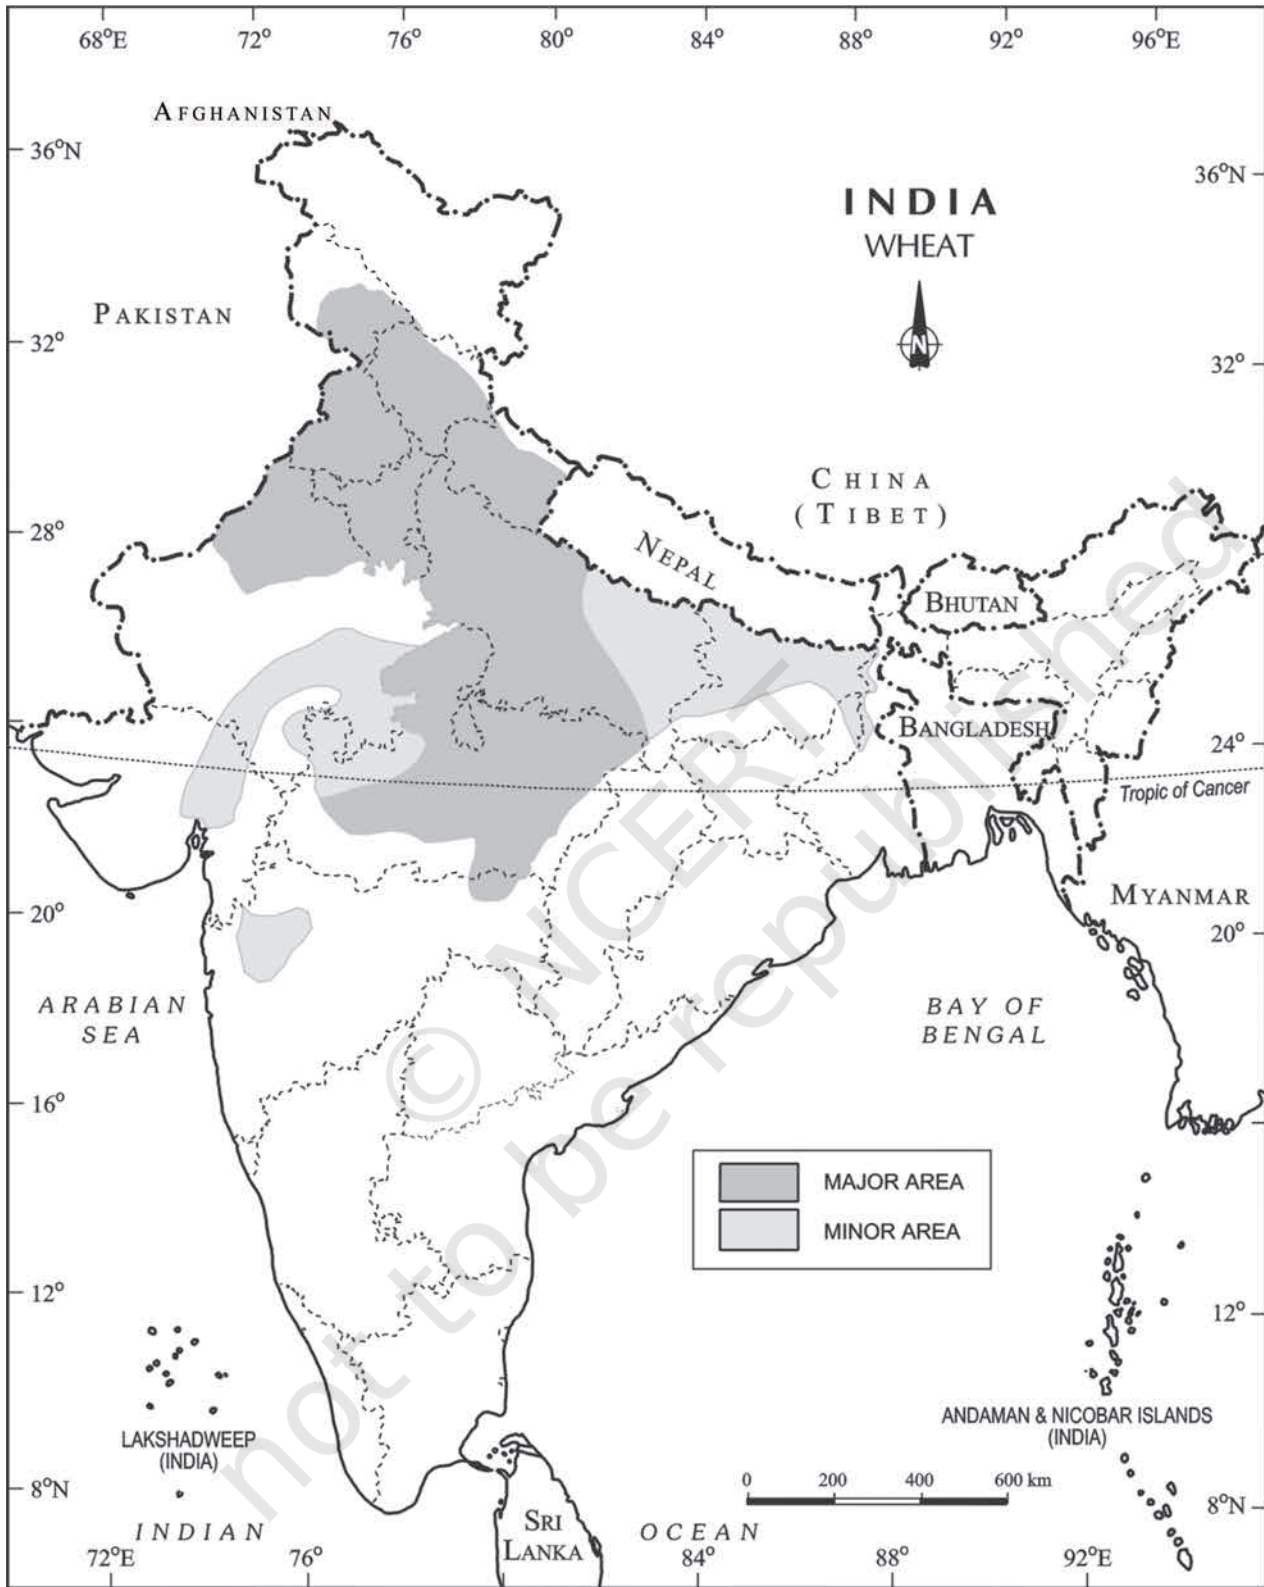 68°E 72° 76° 80° 84° 88° 92° 96°E
AFGHANISTAN
36°N
36°N
INDIA
WHEAT
N
PAKISTAN
32°
32°
CHINA
(TIBET)
28°
NEPAL
BHUTAN
BANGLADESH
24°
Tropic of Cancer
MYANMAR
20°
20°
ARABIAN
SEA
BAY OF
BENGAL
© NCERT
not to be republished
16°
MAJOR AREA
MINOR AREA
12°
12°
ANDAMAN & NICOBAR ISLANDS
(INDIA)
LAKSHADWEEP
(INDIA)
0 200 400 600 km
8°N
8°N
SRI
LANKA
INDIAN OCEAN
72°E 76° 84° 88° 92°E